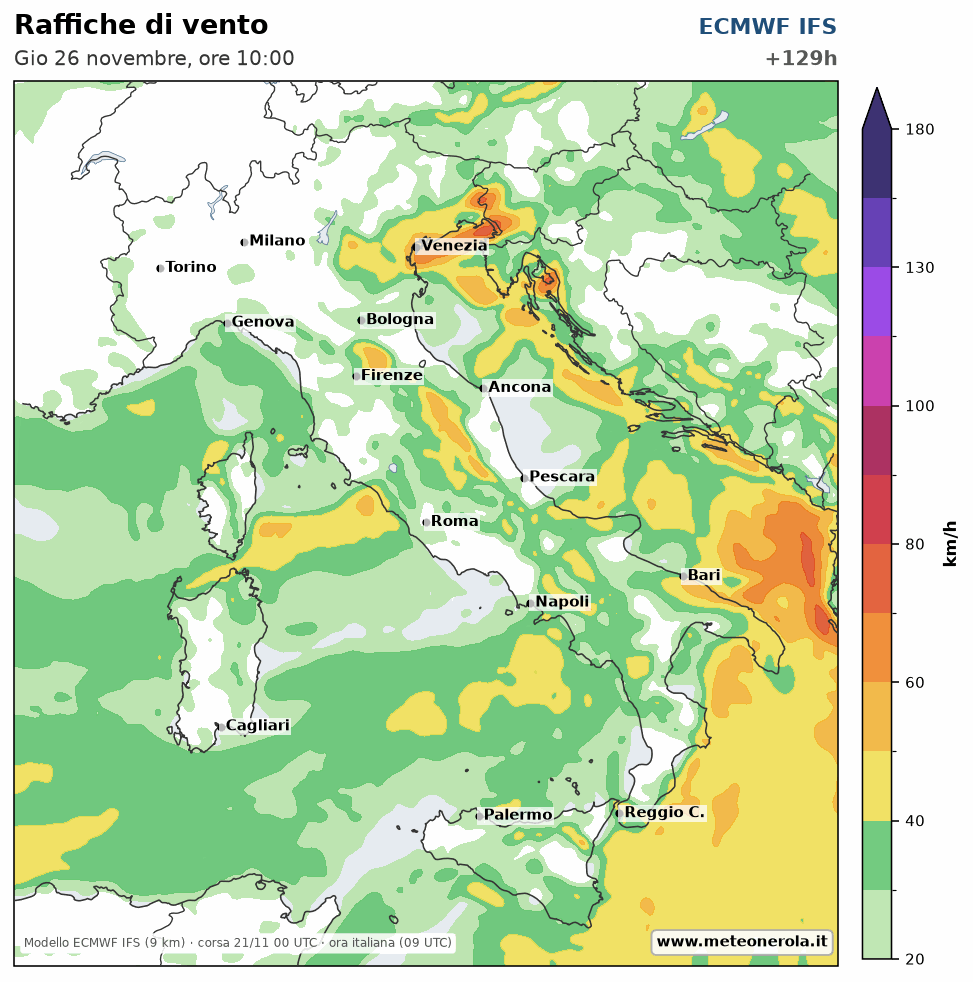 Raffiche di vento
ECMWF IFS
Gio 26 novembre, ore 10:00
+129h
Milano
Venezia
Torino
Genova
Bologna
Firenze
Ancona
Pescara
Roma
Bari
Napoli
Cagliari
Palermo
Reggio C.
180
130
100
80
60
40
20
km/h
Modello ECMWF IFS (9 km) · corsa 21/11 00 UTC · ora italiana (09 UTC)
www.meteonerola.it